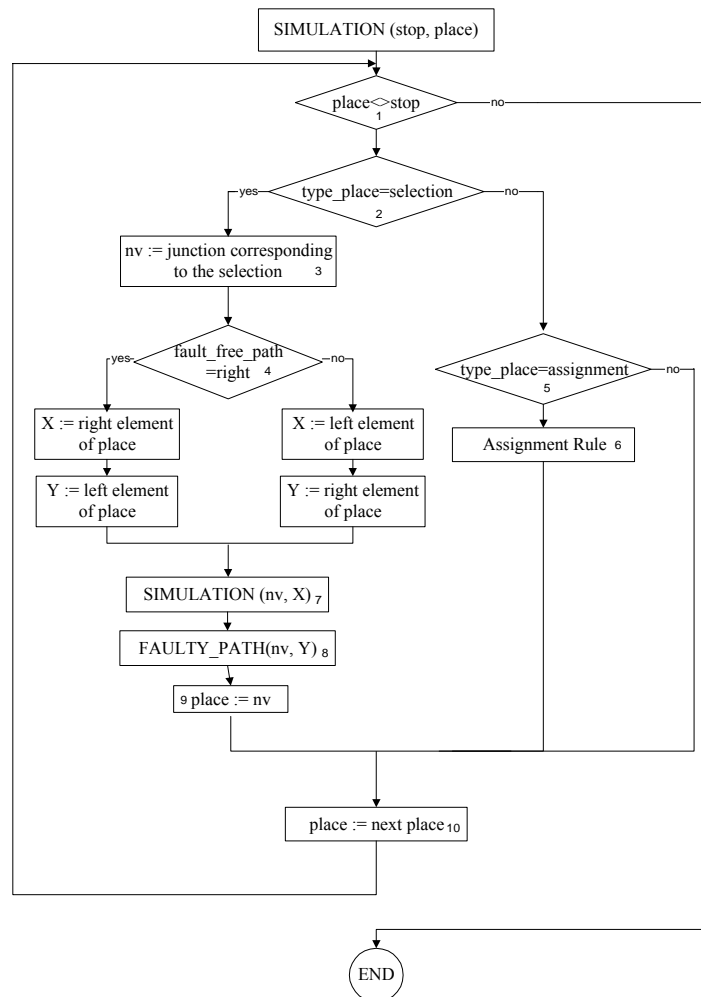 SIMULATION (stop, place)
place<>stop
1
no
type_place=selection
2
yes
no
nv := junction corresponding
to the selection 3
fault_free_path
=right 4
yes
no
type_place=assignment
5
no
X := right element
of place
X := left element
of place
Assignment Rule 6
Y := left element
of place
Y := right element
of place
SIMULATION (nv, X) 7
FAULTY_PATH(nv, Y) 8
9 place := nv
place := next place 10
END